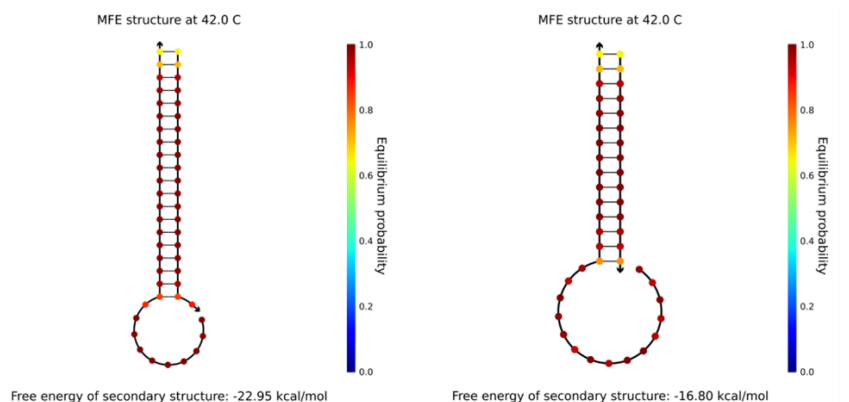 MFE structure at 42.0 C
1.0
0.8
0.6
0.4
0.2
0.0
Equilibrium probability
Free energy of secondary structure: -22.95 kcal/mol
MFE structure at 42.0 C
1.0
0.8
0.6
0.4
0.2
0.0
Equilibrium probability
Free energy of secondary structure: -16.80 kcal/mol